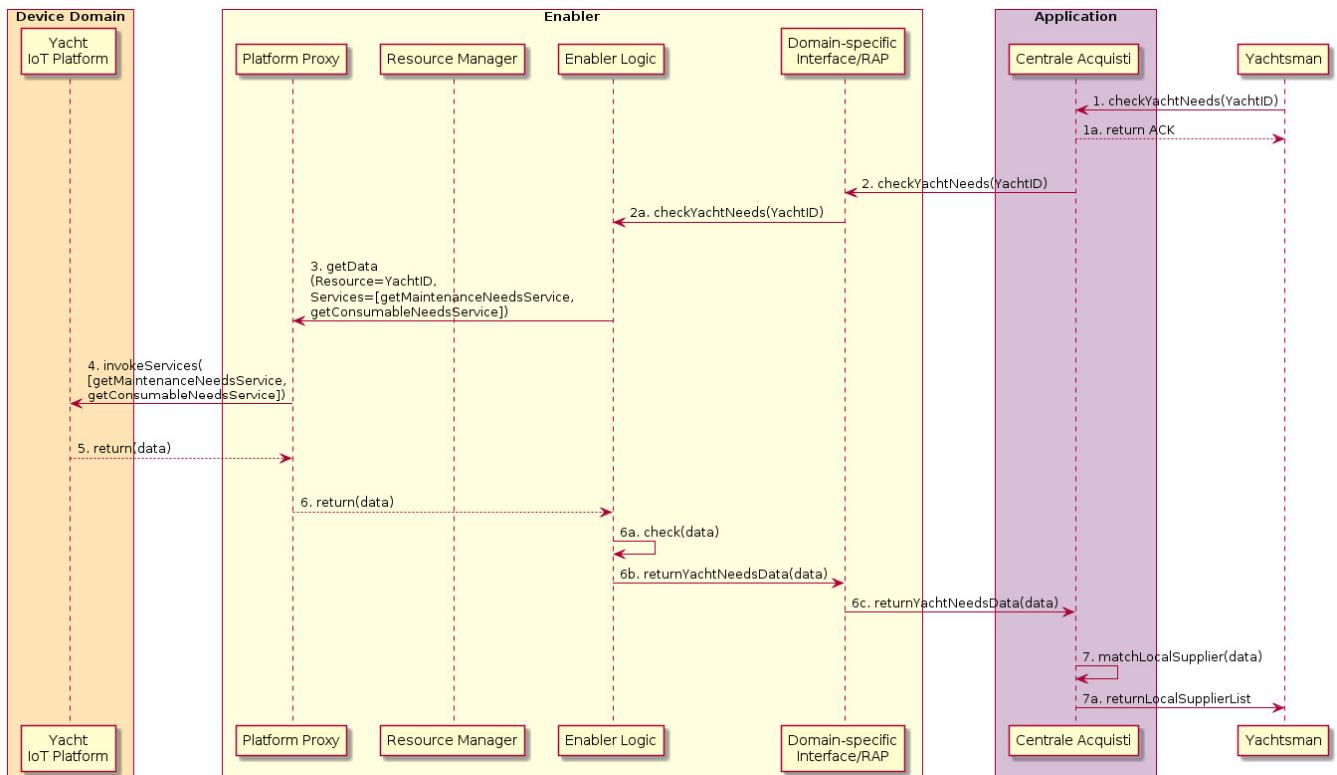 Device Domain
Enabler
Application
Yacht
IoT Platform
Platform Proxy
Resource Manager
Enabler Logic
Domain-specific
Interface/RAP
Centrale Acquisti
Yachtsman
1. checkYachtNeeds(YachtID)
1a. return ACK
2. checkYachtNeeds(YachtID)
2a. checkYachtNeeds(YachtID)
3. getData
(Resource=YachtID,
Services=[getMaintenanceNeedsService,
getConsumableNeedsService])
4. invokeServices(
[getMaintenanceNeedsService,
getConsumableNeedsService])
5. return(data)
6. return(data)
6a. check(data)
6b. returnYachtNeedsData(data)
6c. returnYachtNeedsData(data)
7. matchLocalSupplier(data)
7a. returnLocalSupplierList
Yacht
IoT Platform
Platform Proxy
Resource Manager
Enabler Logic
Domain-specific
Interface/RAP
Centrale Acquisti
Yachtsman